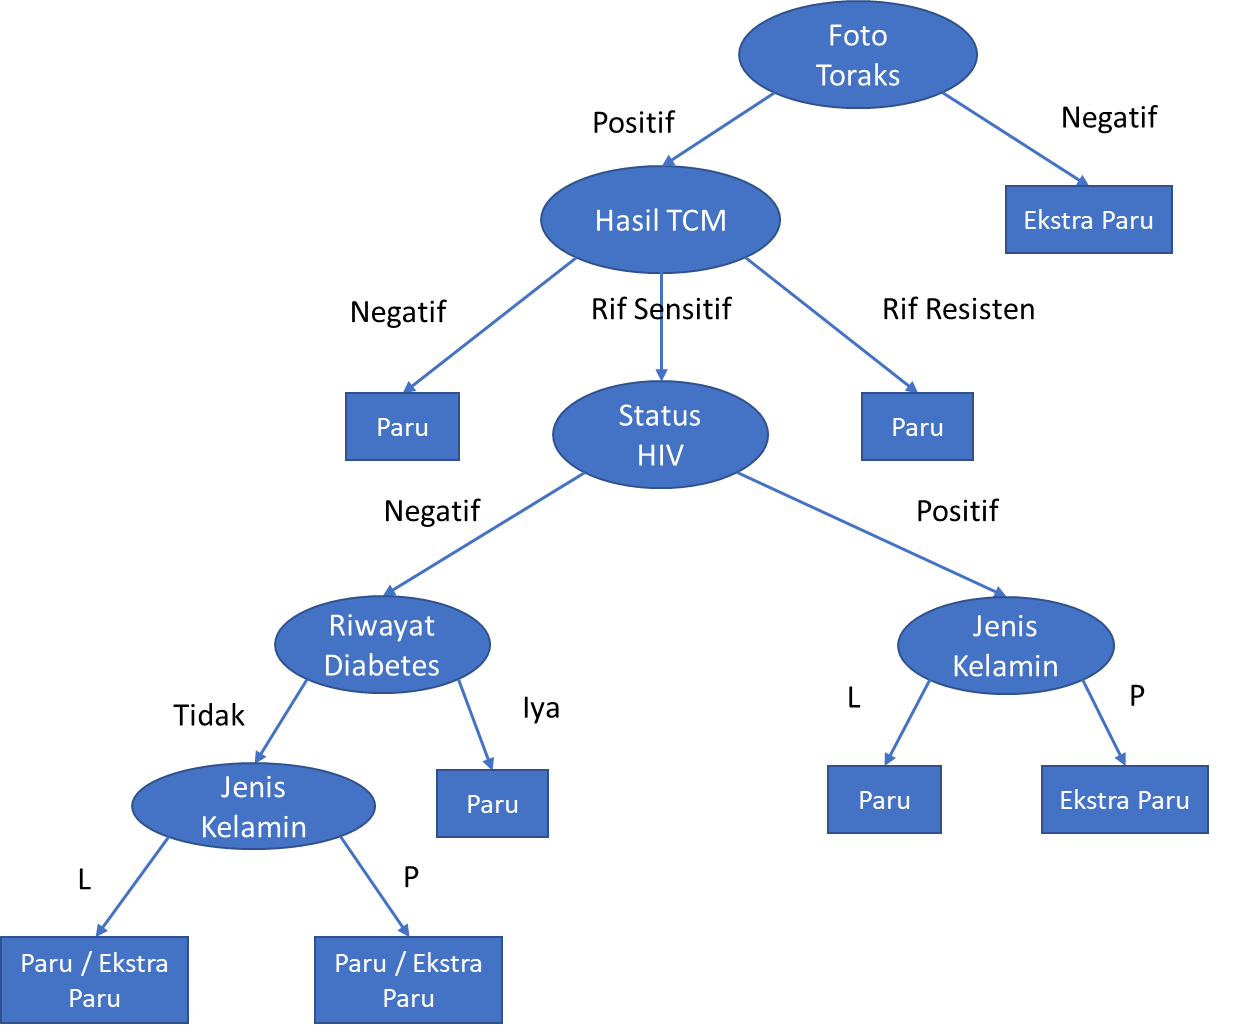 Foto
Toraks
Positif
Negatif
Hasil TCM
Ekstra Paru
Negatif
Rif Sensitif
Rif Resisten
Paru
Status
HIV
Paru
Negatif
Positif
Riwayat
Diabetes
Jenis
Kelamin
Tidak
Iya
L
P
Jenis
Kelamin
Paru
Paru
Ekstra Paru
L
P
Paru / Ekstra
Paru
Paru / Ekstra
Paru